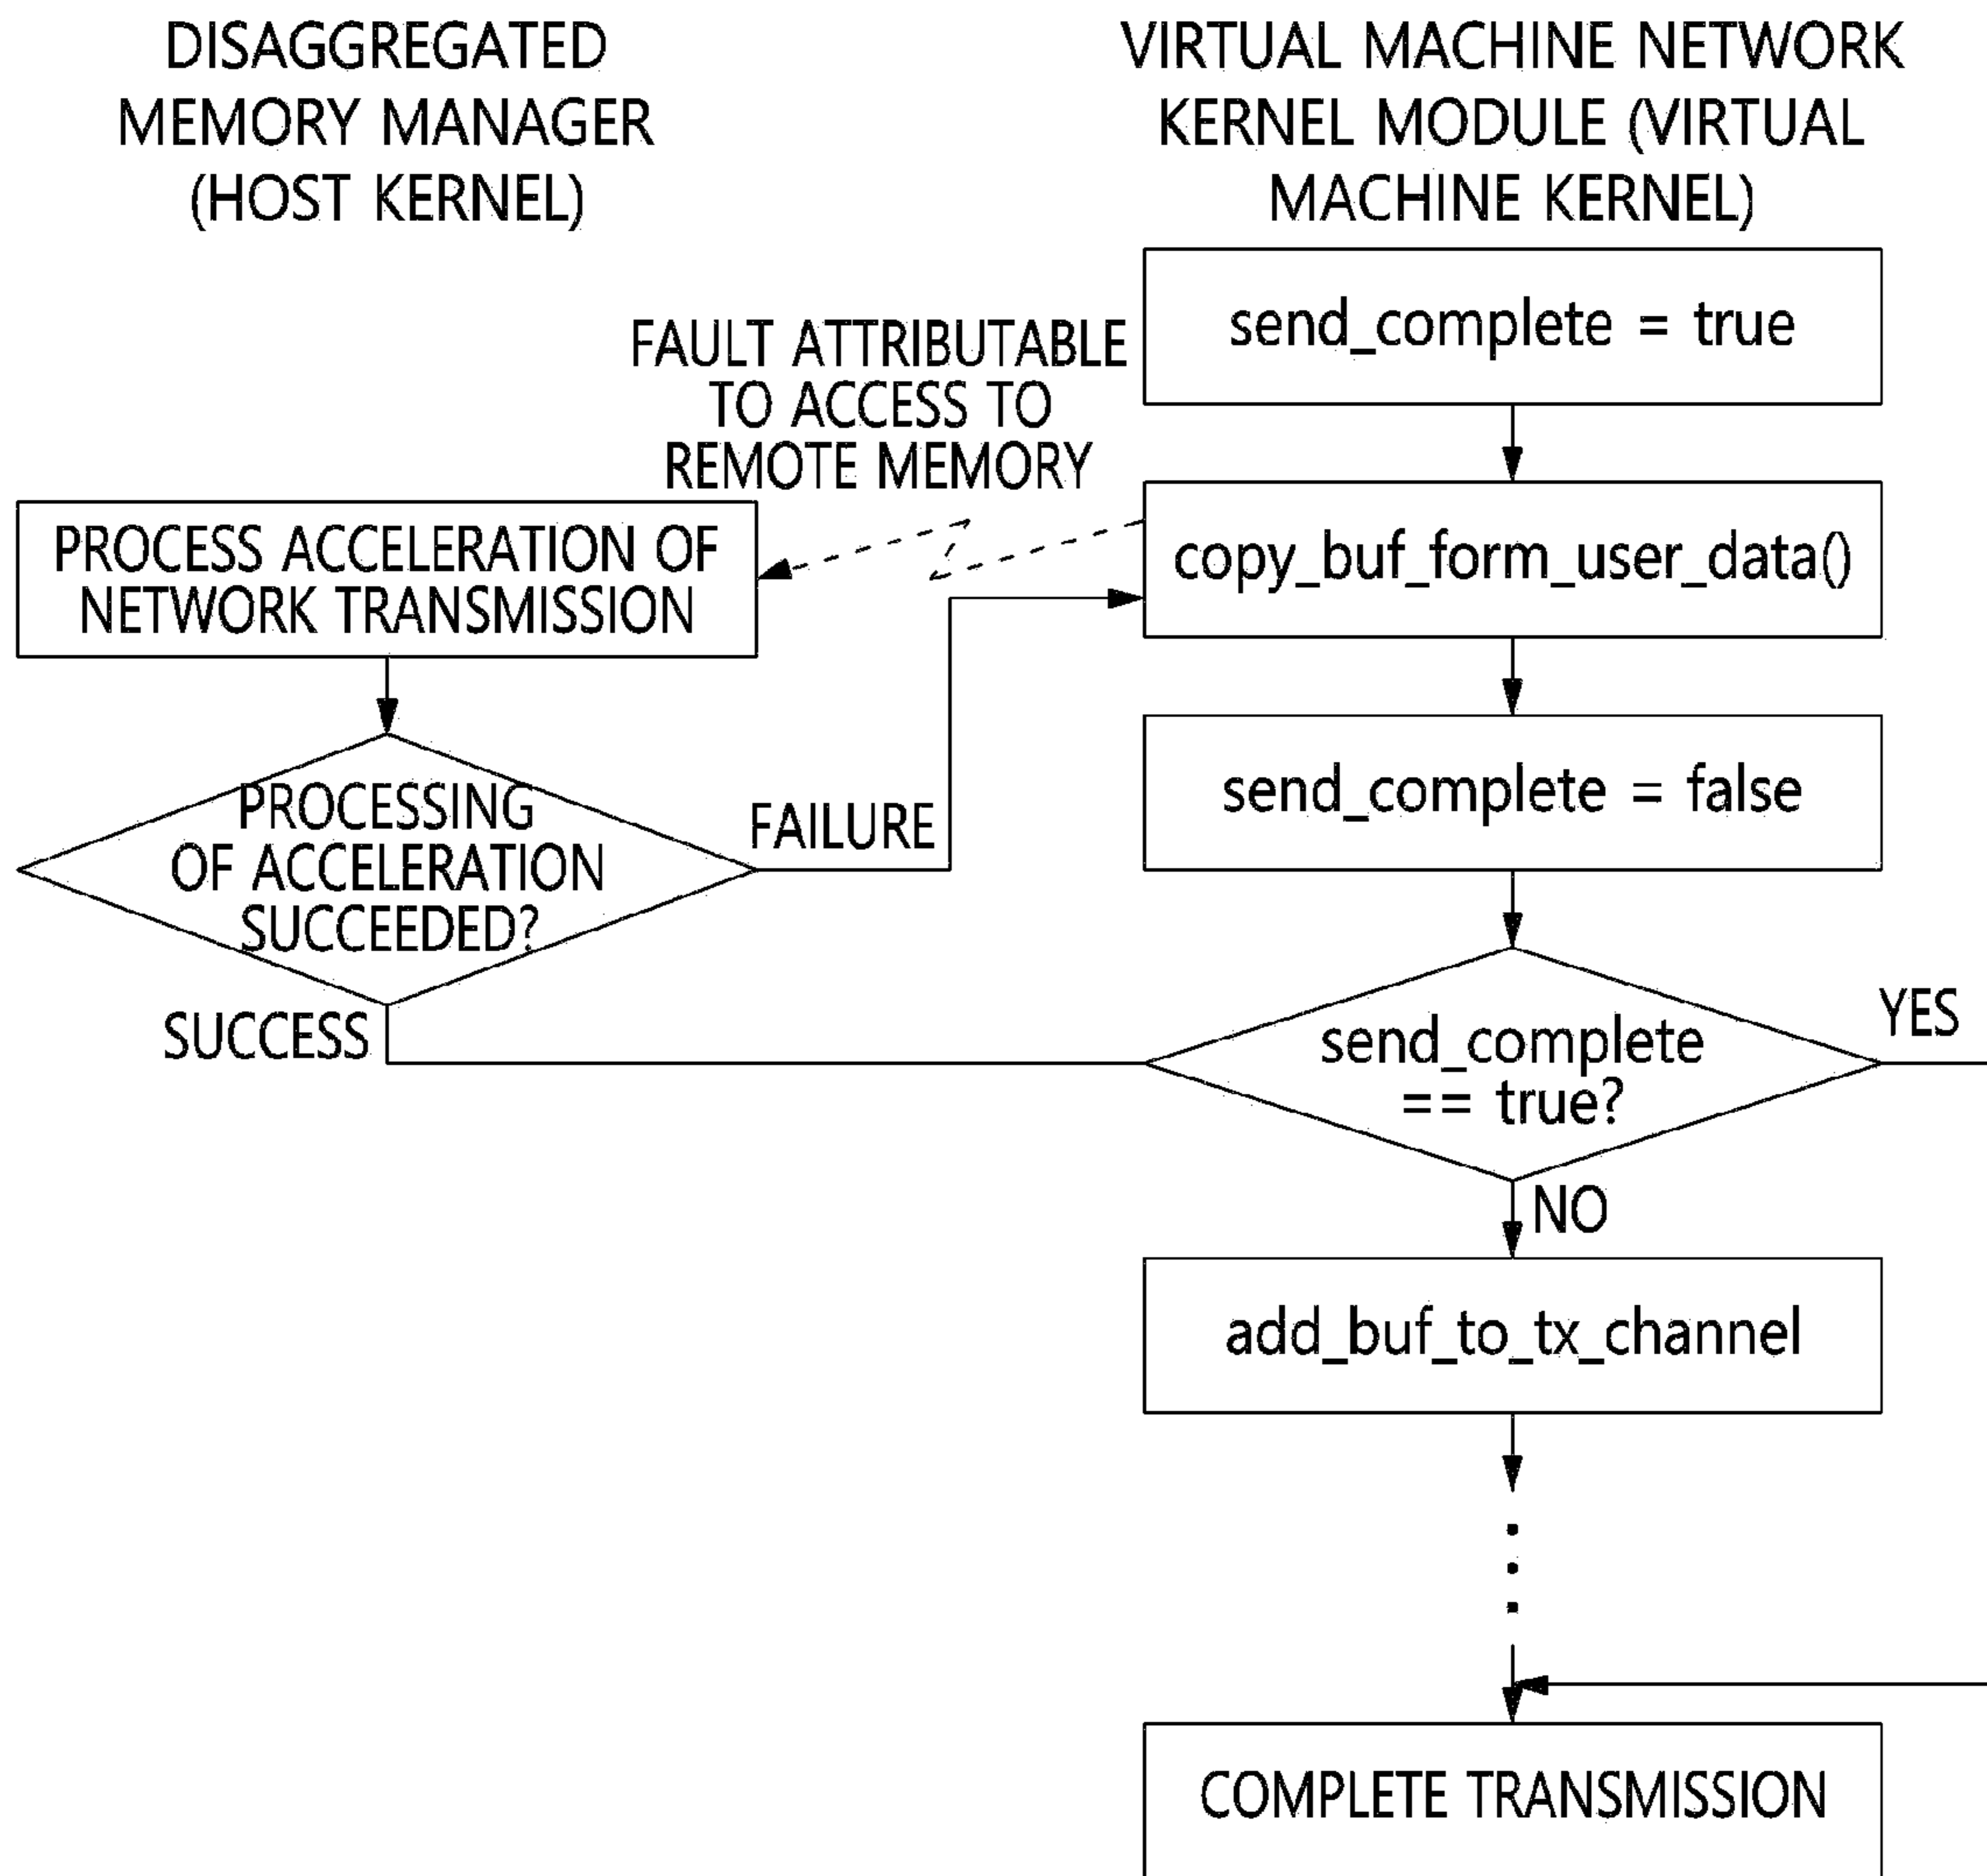 DISAGGREGATED
MEMORY MANAGER
(HOST KERNEL)
VIRTUAL MACHINE NETWORK
KERNEL MODULE (VIRTUAL
MACHINE KERNEL)
send_complete = true
FAULT ATTRIBUTABLE
TO ACCESS TO
REMOTE MEMORY
PROCESS ACCELERATION OF
NETWORK TRANSMISSION
copy_buf_form_user_data()
send_complete = false
PROCESSING
OF ACCELERATION
SUCCEEDED?
FAILURE
SUCCESS
send_complete
== true?
YES
NO
add_buf_to_tx_channel
COMPLETE TRANSMISSION